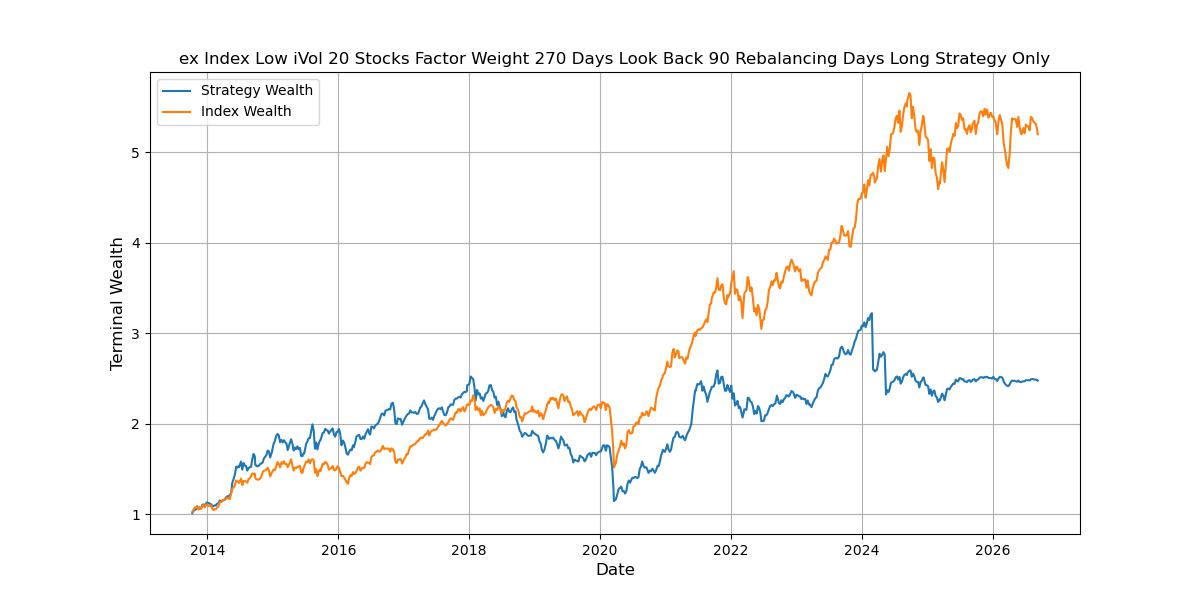 ex Index Low iVol 20 Stocks Factor Weight 270 Days Look Back 90 Rebalancing Days Long Strategy Only
Strategy Wealth
Index Wealth
Terminal Wealth
5
4
3
2
1
2014 2016 2018 2020 2022 2024 2026
Date